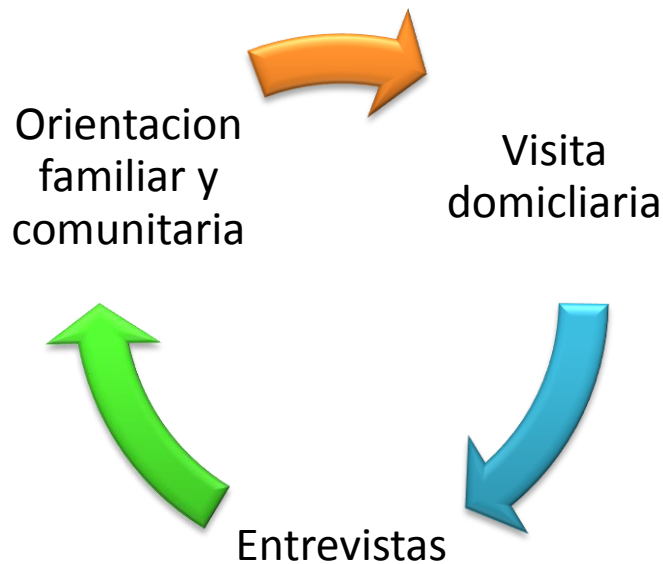 Orientacion
familiar y
comunitaria
Visita
domicliaria
Entrevistas